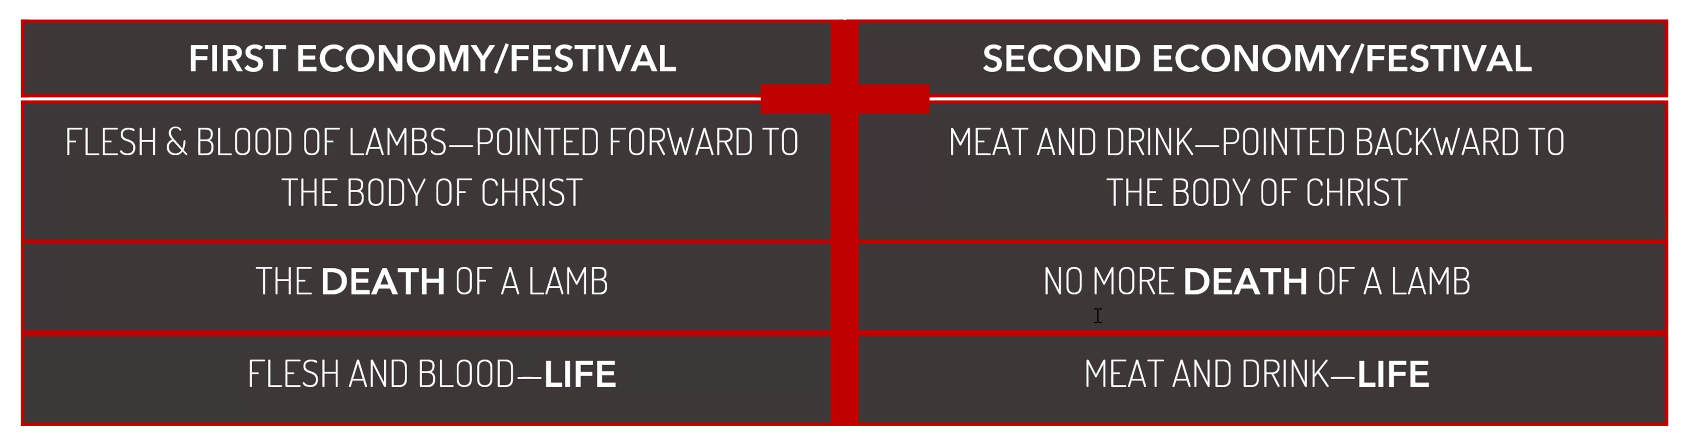 FIRST ECONOMY/FESTIVAL
SECOND ECONOMY/FESTIVAL
FLESH & BLOOD OF LAMBS—POINTED FORWARD TO
THE BODY OF CHRIST
MEAT AND DRINK—POINTED BACKWARD TO
THE BODY OF CHRIST
THE DEATH OF A LAMB
NO MORE DEATH OF A LAMB
FLESH AND BLOOD—LIFE
MEAT AND DRINK—LIFE